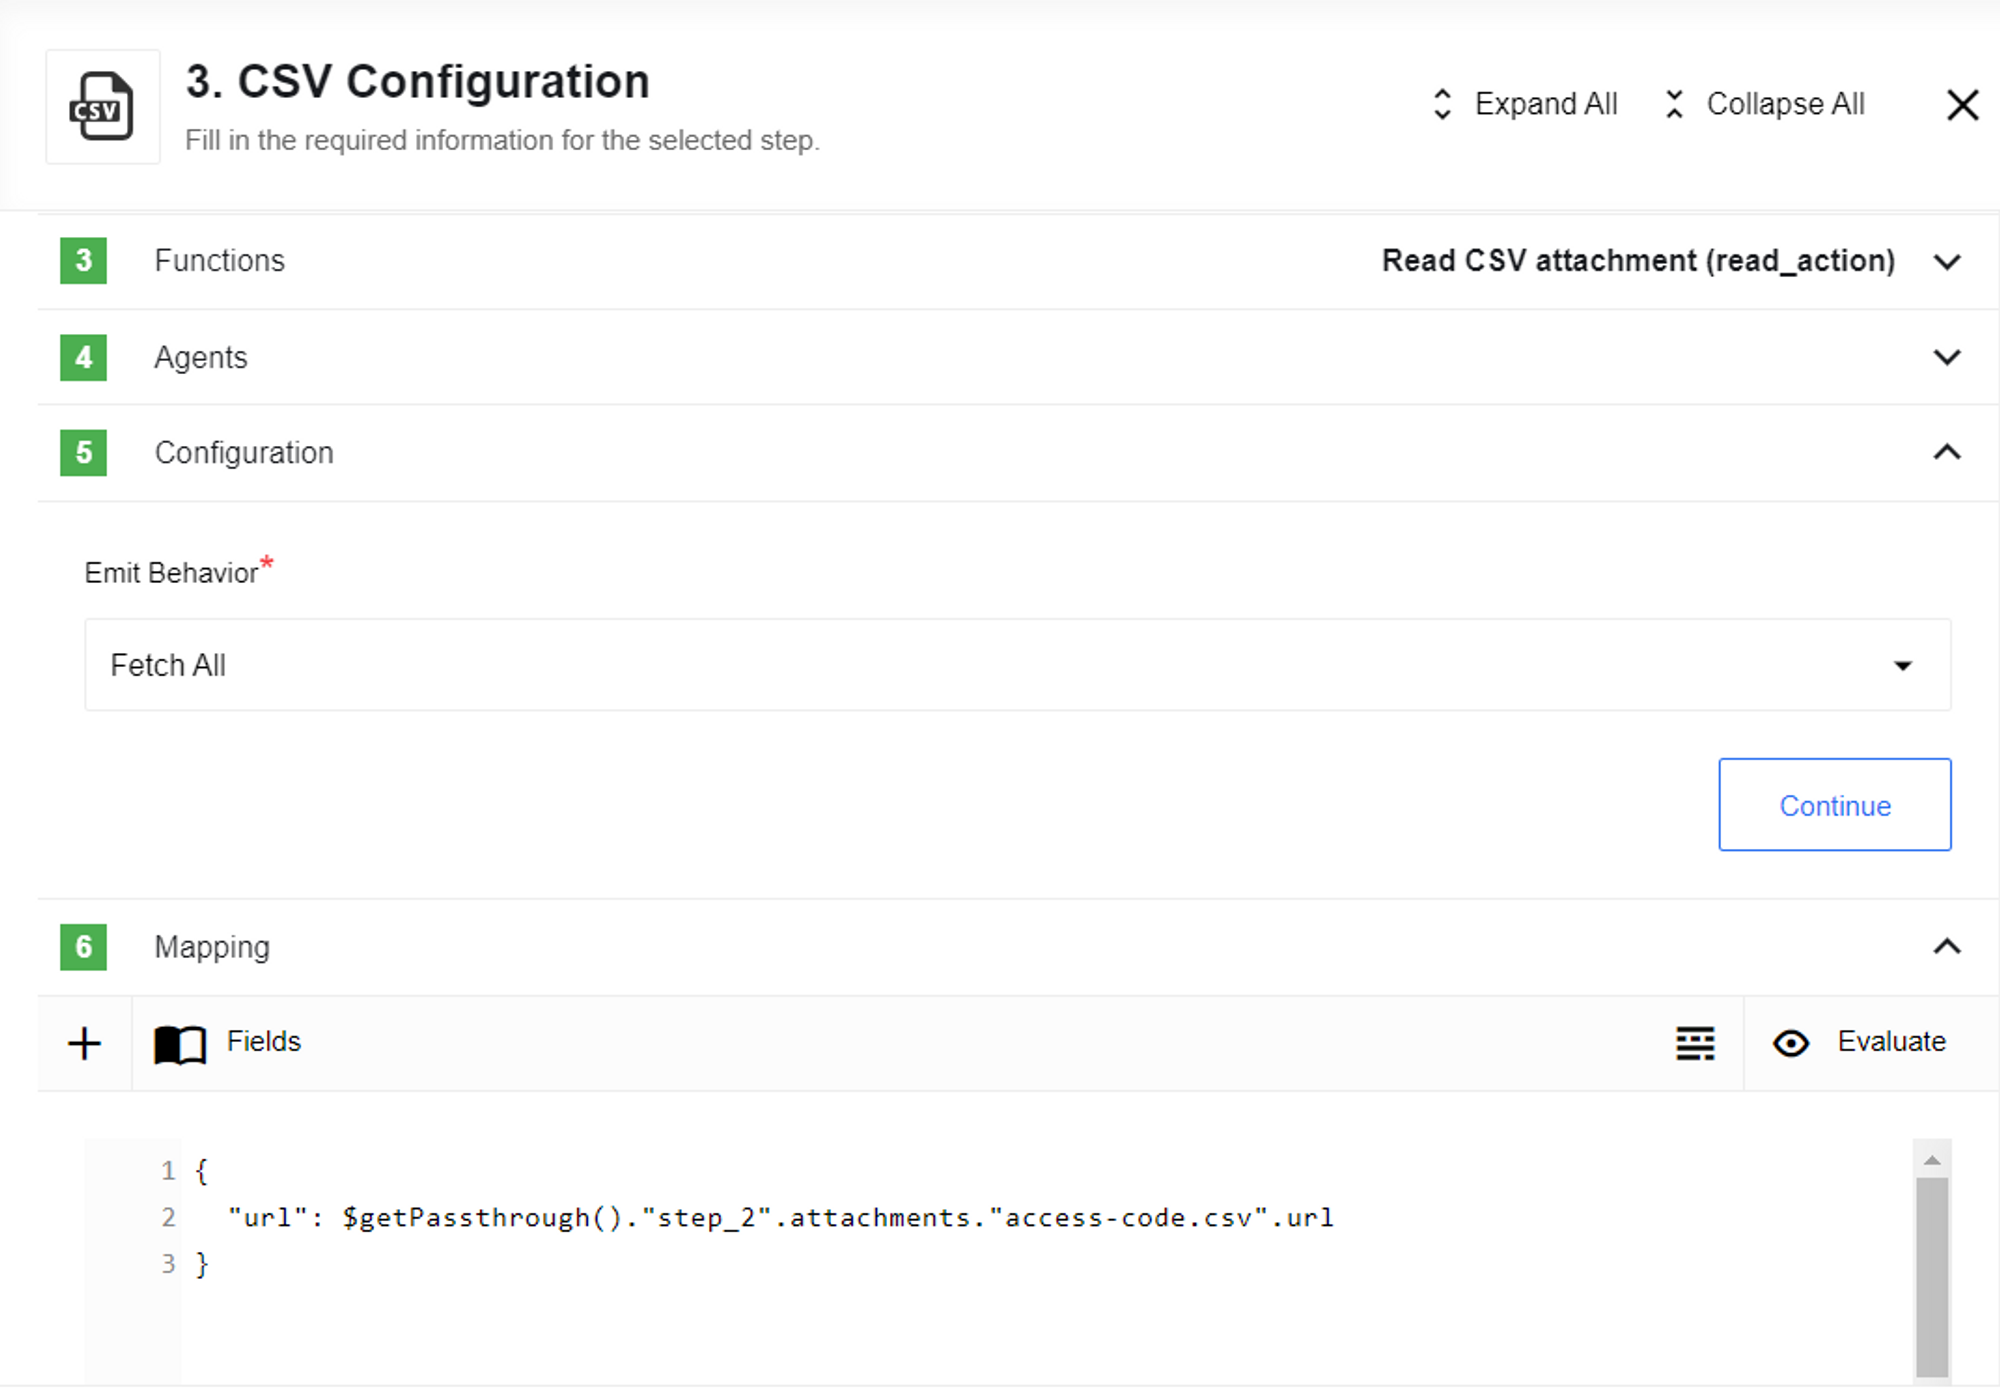 CSV
3. CSV Configuration
Fill in the required information for the selected step.
Expand All
Collapse All
3 Functions Read CSV attachment (read_action)
4 Agents
5 Configuration
Emit Behavior*
Fetch All
Continue
6 Mapping
Fields Evaluate
1 {
2 "url": $getPassthrough()."step_2".attachments."access-code.csv".url
3 }